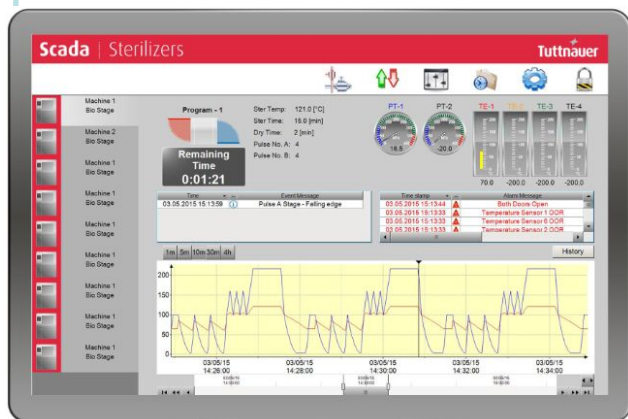 Scada | Sterilizers
Tuttnauer
Machine 1
Bio Stage
Machine 2
Bio Stage
Machine 1
Bio Stage
Machine 1
Bio Stage
Machine 1
Bio Stage
Machine 1
Bio Stage
Machine 1
Bio Stage
Machine 1
Bio Stage
Machine 1
Bio Stage
Program - 1
Remaining
Time
0:01:21
Ster Temp: 121.0 [°C]
Ster Time: 15.0 [min]
Dry Time: 2 [min]
Pulse No. A: 4
Pulse No. B: 4
PT-1 PT-2 TE-1 TE-2 TE-3 TE-4
-20.0 70.0 -200.0 -200.0 -200.0
Time Event Message
03.05.2015 15:13:59 Pulse A Stage - Falling edge
Time stamp Alarm Message
03.05.2015 15:13:44 Both Doors Open
03.05.2015 15:13:33 Temperature Sensor 1 OOR
03.05.2015 15:13:33 Temperature Sensor 6 OOR
03.05.2015 15:13:33 Temperature Sensor 2 OOR
1m 5m 10m 30m 4h
History
200
150
100
50
0
03/05/15 03/05/15 03/05/15 03/05/15 03/05/15
14:26:00 14:28:00 14:30:00 14:32:00 14:34:00